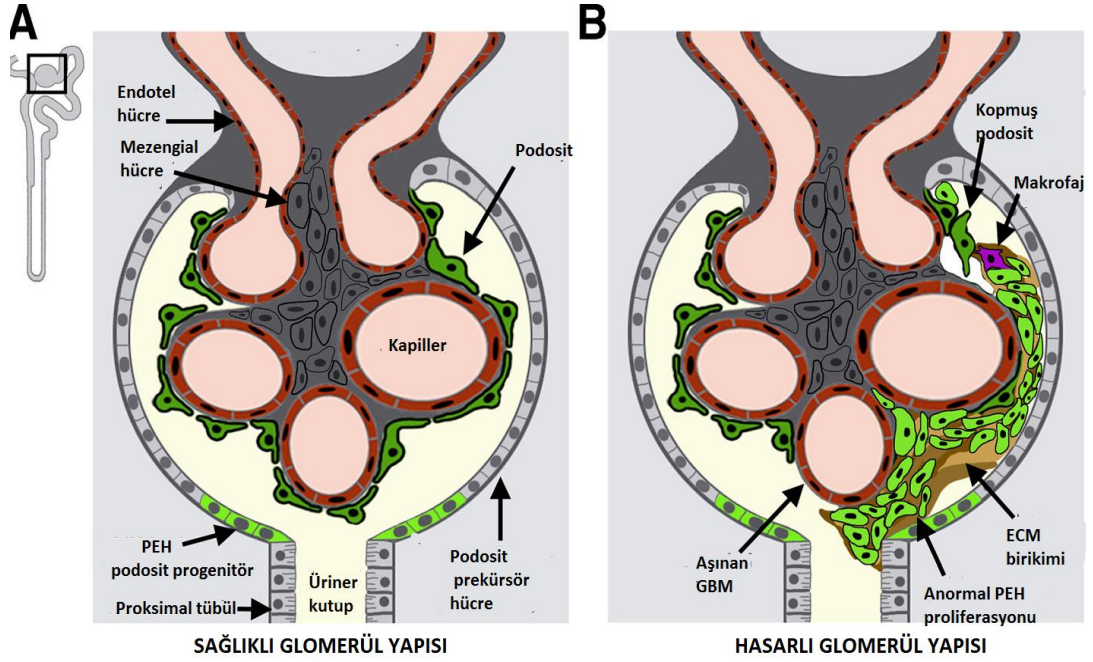 A
Endotel
hücre
Mezengial
hücre
Podosit
Kapiller
PEH
podosit progenitör
Proksimal tübül
Üriner
kutup
Podosit
prekürsör
hücre
SAĞLIKLI GLOMERÜL YAPISI
B
Kopmuş
podosit
Makrofaj
Aşınan
GBM
ECM
birikimi
Anormal PEH
proliferasyonu
HASARLI GLOMERÜL YAPISI